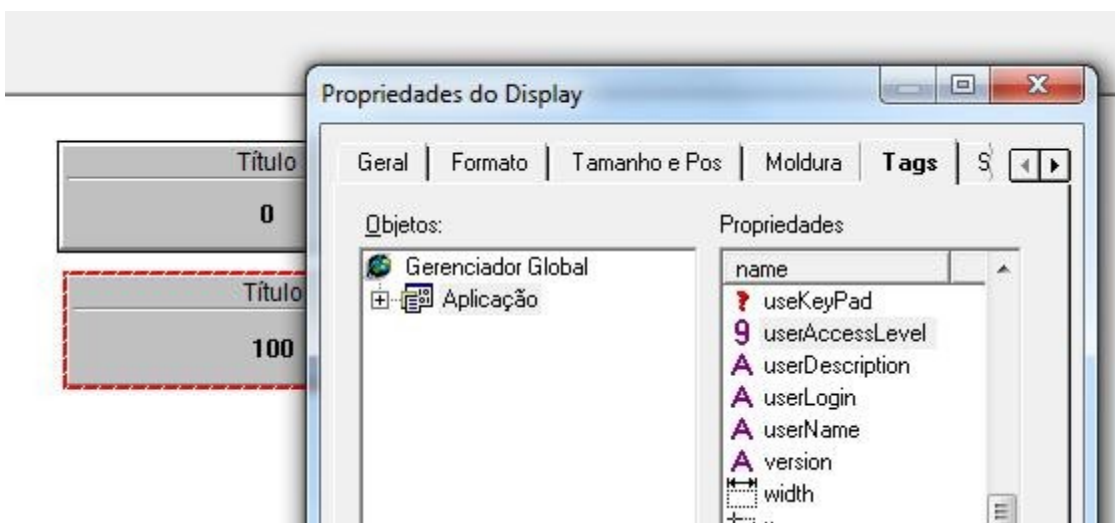 Propriedades do Display
Título
0
Título
100
Geral
Formato
Tamanho e Pos
Moldura
Tags
Objetos:
Gerenciador Global
Aplicação
Propriedades
name
useKeyPad
userAccessLevel
userDescription
userLogin
userName
version
width